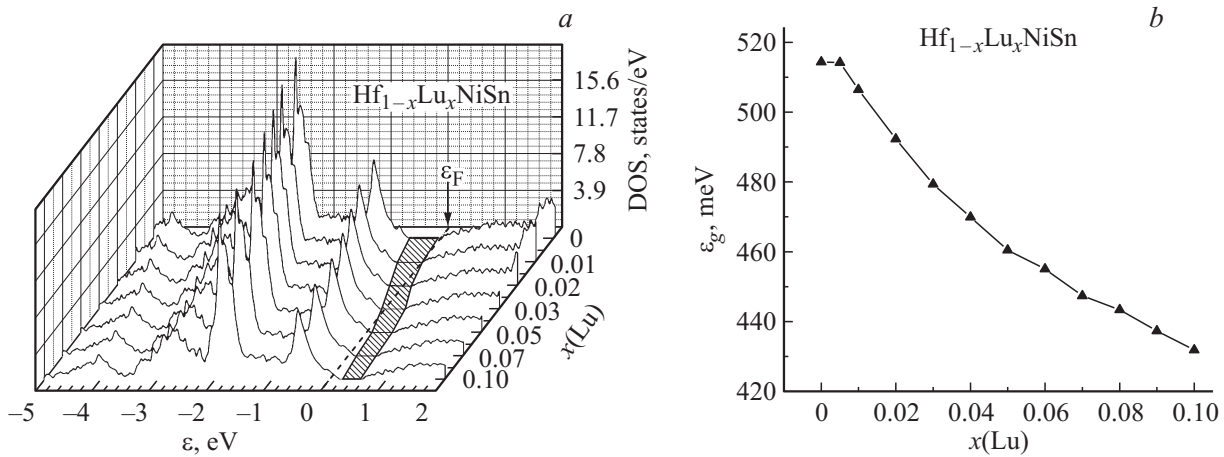 a
Hf1−xLuxNiSn
εF
15.6
11.7
7.8
3.9
DOS, states/eV
0
0.01
0.02
0.03
0.05
0.07
0.10
x(Lu)
−5 −4 −3 −2 −1 0 1 2
ε, eV
b
Hf1−xLuxNiSn
520
510
500
480
460
440
420
εg, meV
0 0.02 0.04 0.06 0.08 0.10
x(Lu)